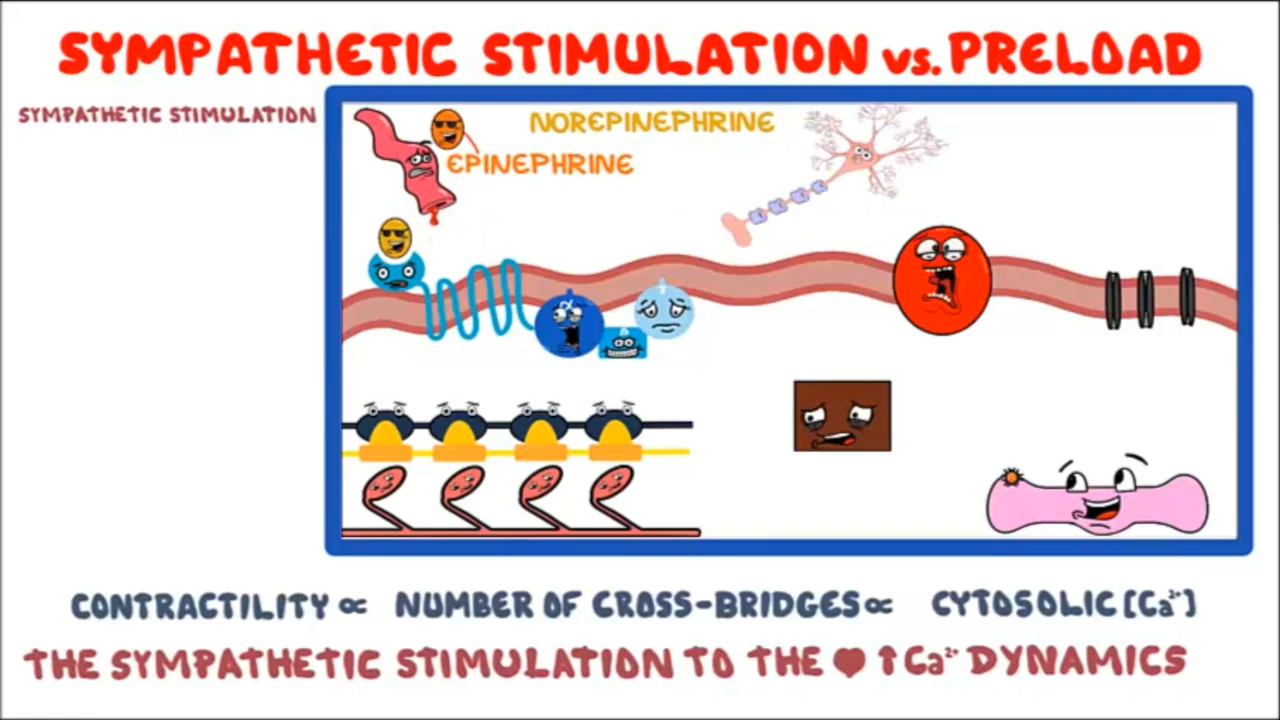 SYMPATHETIC STIMULATION vs. PRELOAD
SYMPATHETIC STIMULATION
NOREPINEPHRINE
EPINEPHRINE
α
CONTRACTILITY ∝ NUMBER OF CROSS-BRIDGES ∝ CYTOSOLIC [Ca²⁺]
THE SYMPATHETIC STIMULATION TO THE ♥ ↑ Ca²⁺ DYNAMICS